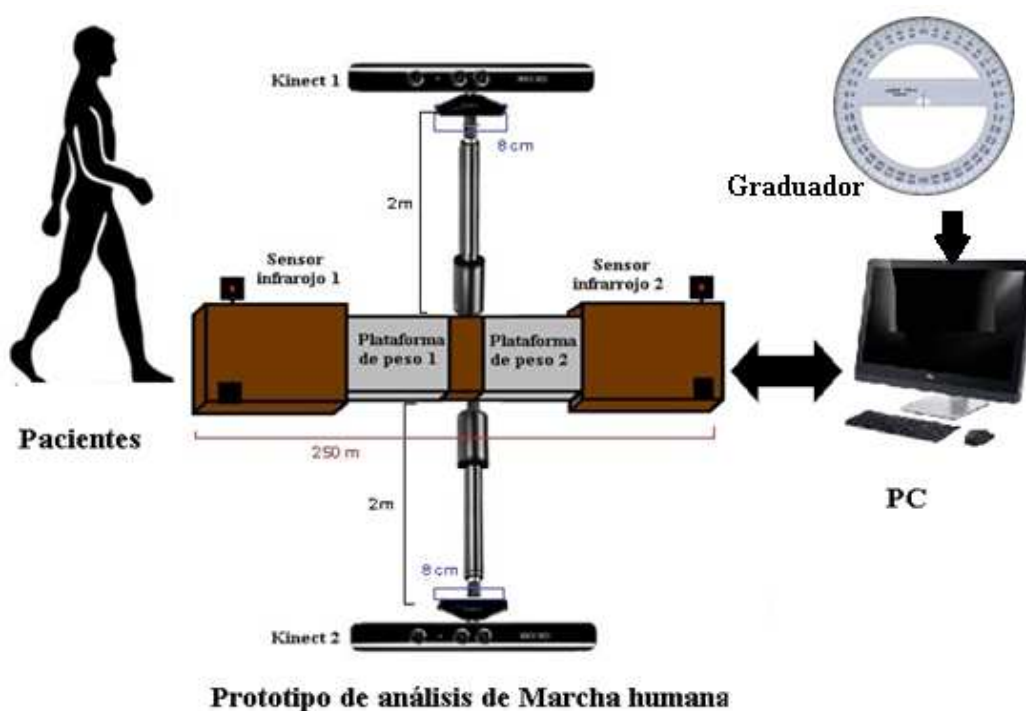 Kinect 1
8 cm
2m
Graduador
Sensor
infrarojo 1
Sensor
infrarrojo 2
Plataforma
de peso 1
Plataforma
de peso 2
Pacientes
250 m
PC
2m
8 cm
Kinect 2
Prototipo de análisis de Marcha humana